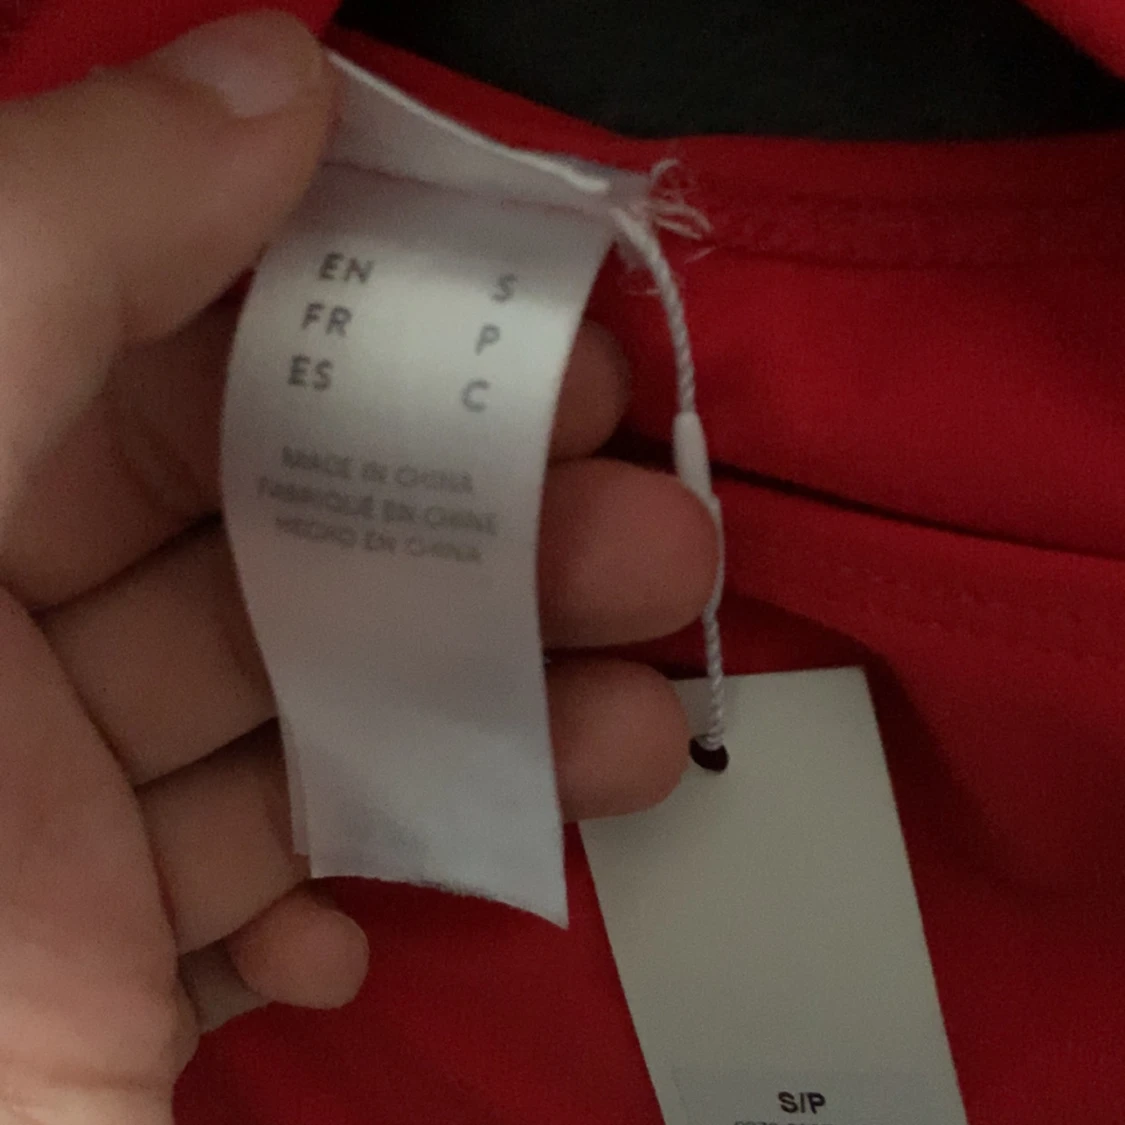 EN S
FR P
ES C
MADE IN CHINA
FABRIQUÉ EN CHINE
HECHO EN CHINA
S/P